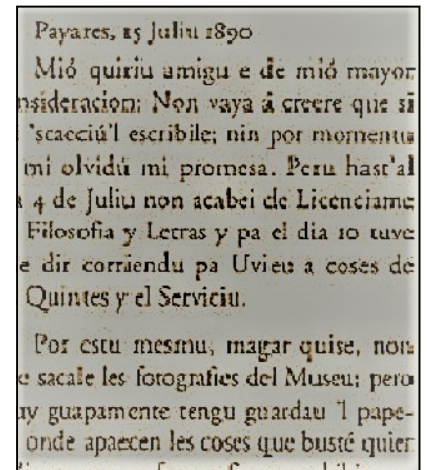 Payares, 15 Juliu 1890
Mió quiriu amigu e de mió mayor
nsideracion: Non vaya á creere que si
'scaeciú'l escribile; nin por momentu
mi olvidú mi promesa. Peru hast'al
a 4 de Juliu non acabei de Licenciame
Filosofia y Letras y pa el dia 10 tuve
e dir corriendu pa Uvieu a coses de
Quintes y el Serviciu.
Por estu mesmu, magar quise, non
e sacale les fotografies del Museu; pero
uy guapamente tengu guardau 'l pape-
onde apaecen les coses que busté quier